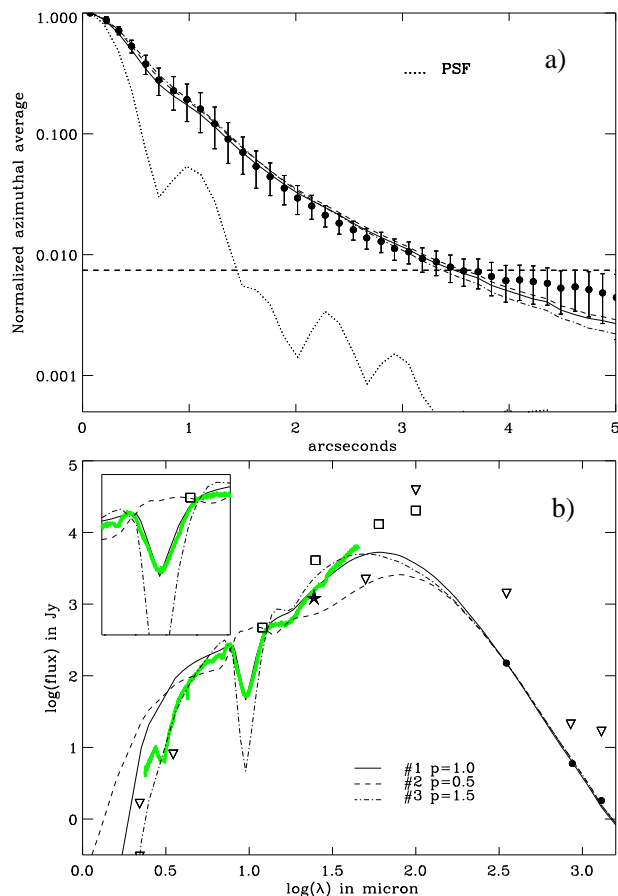 1.000
0.100
0.010
0.001
Normalized azimuthal average
PSF
a)
0 1 2 3 4 5
arcseconds
5
4
3
2
1
0
log(flux) in Jy
b)
#1 p=1.0
#2 p=0.5
#3 p=1.5
0.0 0.5 1.0 1.5 2.0 2.5 3.0
log(λ) in micron